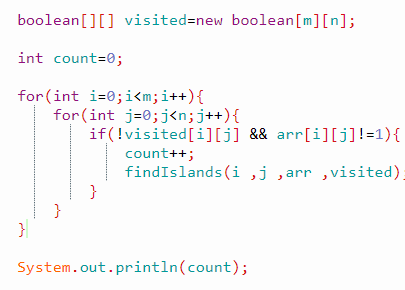 boolean[][] visited=new boolean[m][n];
int count=0;
for(int i=0;i<m;i++){
for(int j=0;j<n;j++){
if(!visited[i][j] && arr[i][j]!=1){
count++;
findIslands(i ,j ,arr ,visited);
}
}
}
System.out.println(count);